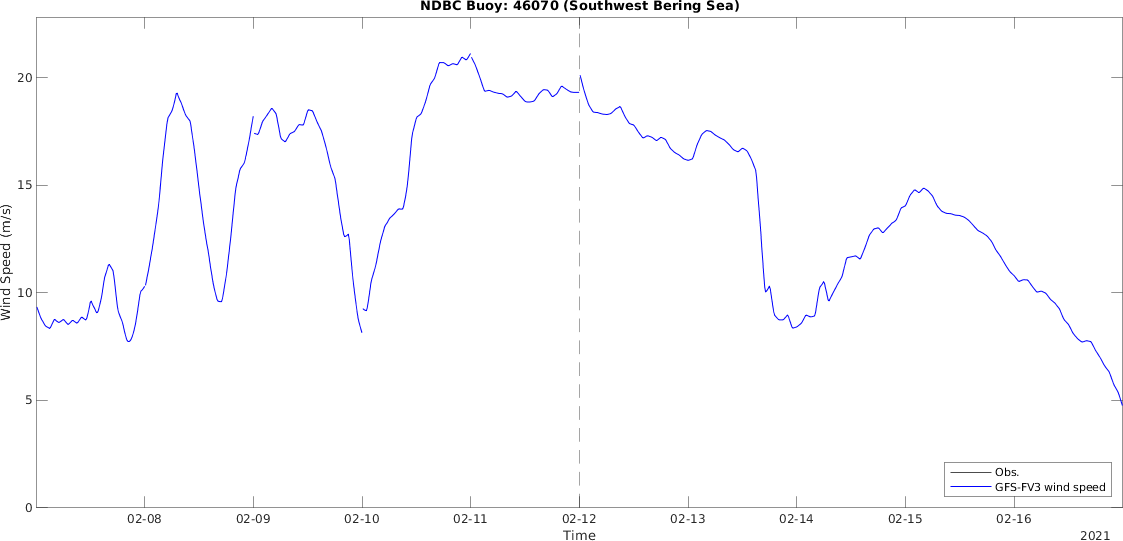 NDBC Buoy: 46070 (Southwest Bering Sea)
20
15
10
5
0
Wind Speed (m/s)
02-08 02-09 02-10 02-11 02-12 02-13 02-14 02-15 02-16
Time
2021
Obs.
GFS-FV3 wind speed